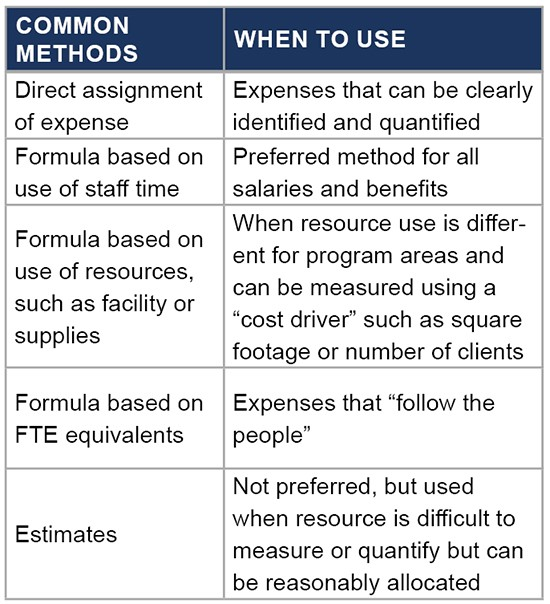 COMMON
METHODS
WHEN TO USE
Direct assignment
of expense
Expenses that can be clearly
identified and quantified
Formula based on
use of staff time
Preferred method for all
salaries and benefits
Formula based on
use of resources,
such as facility or
supplies
When resource use is differ-
ent for program areas and
can be measured using a
“cost driver” such as square
footage or number of clients
Formula based on
FTE equivalents
Expenses that “follow the
people”
Estimates
Not preferred, but used
when resource is difficult to
measure or quantify but can
be reasonably allocated